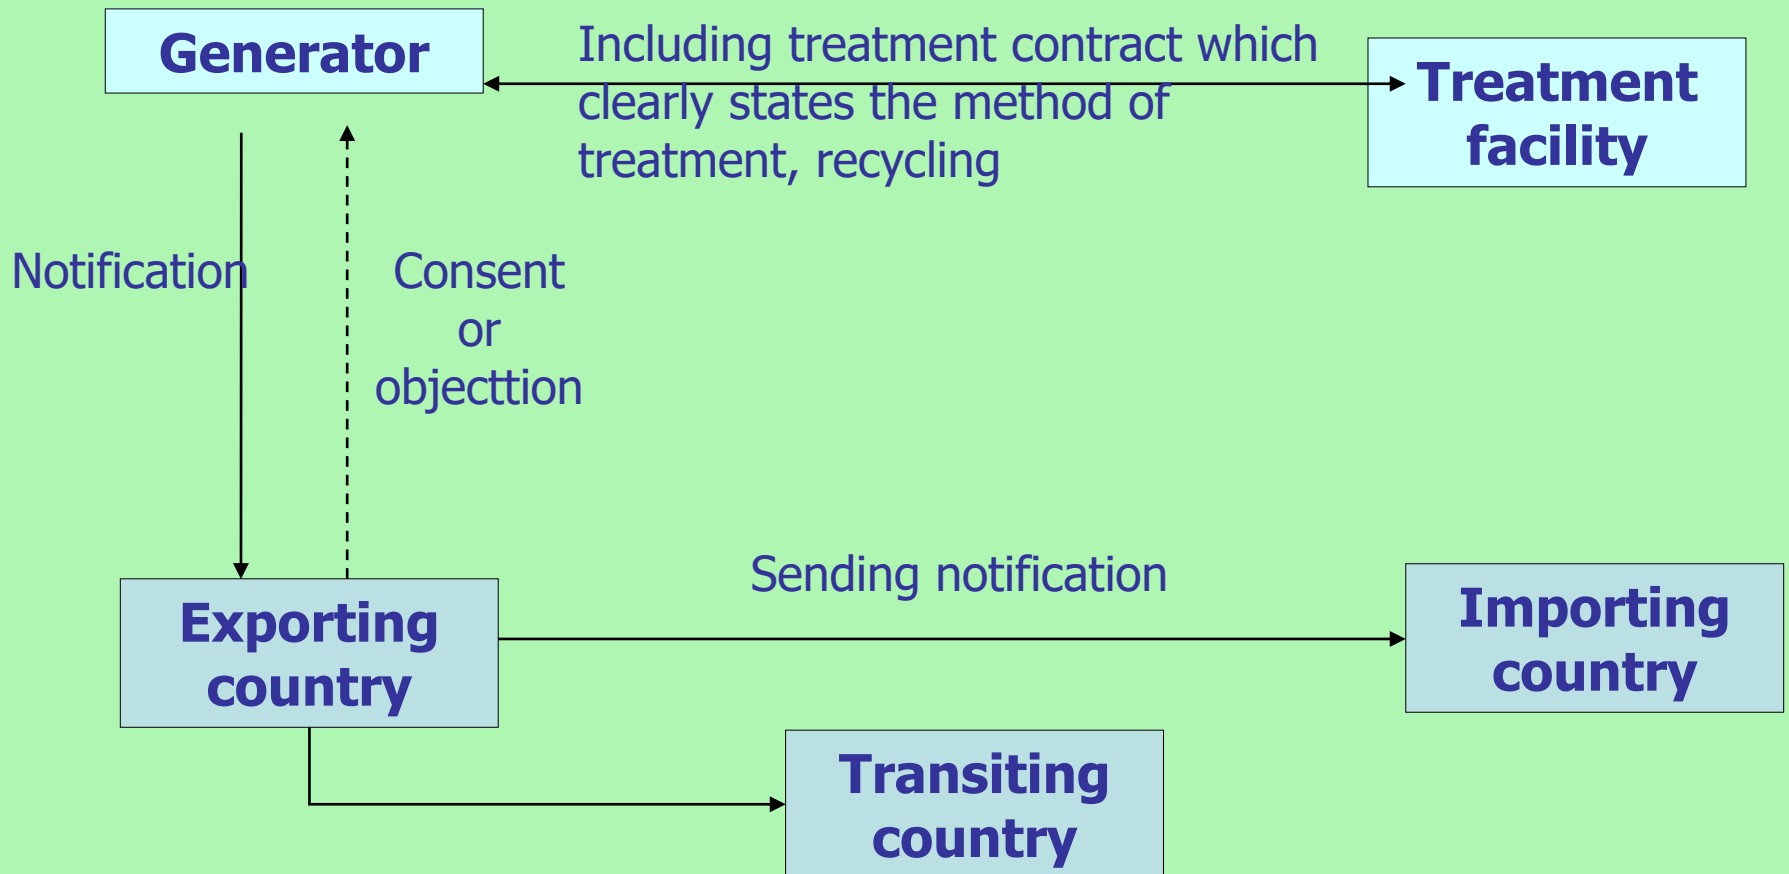 Generator
Including treatment contract which
clearly states the method of
treatment, recycling
Treatment
facility
Notification
Consent
or
objecttion
Sending notification
Exporting
country
Importing
country
Transiting
country